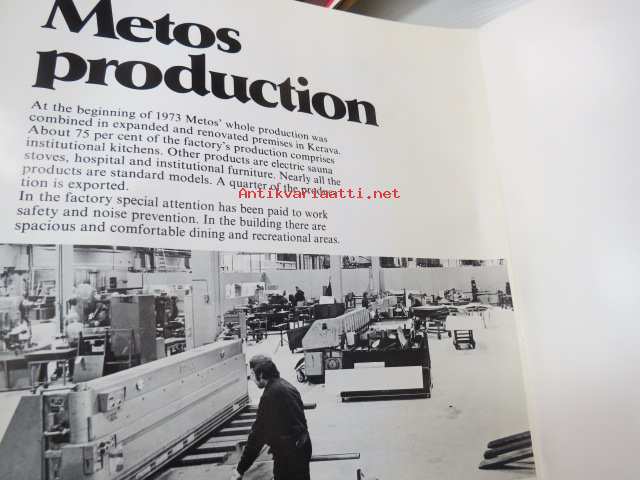 Metos
production
At the beginning of 1973 Metos' whole production was
combined in expanded and renovated premises in Kerava.
About 75 per cent of the factory's production comprises
institutional kitchens. Other products are electric sauna
stoves, hospital and institutional furniture. Nearly all the
products are standard models. A quarter of the produc-
tion is exported.
Antikvariaatti.net
In the factory special attention has been paid to work
safety and noise prevention. In the building there are
spacious and comfortable dining and recreational areas.